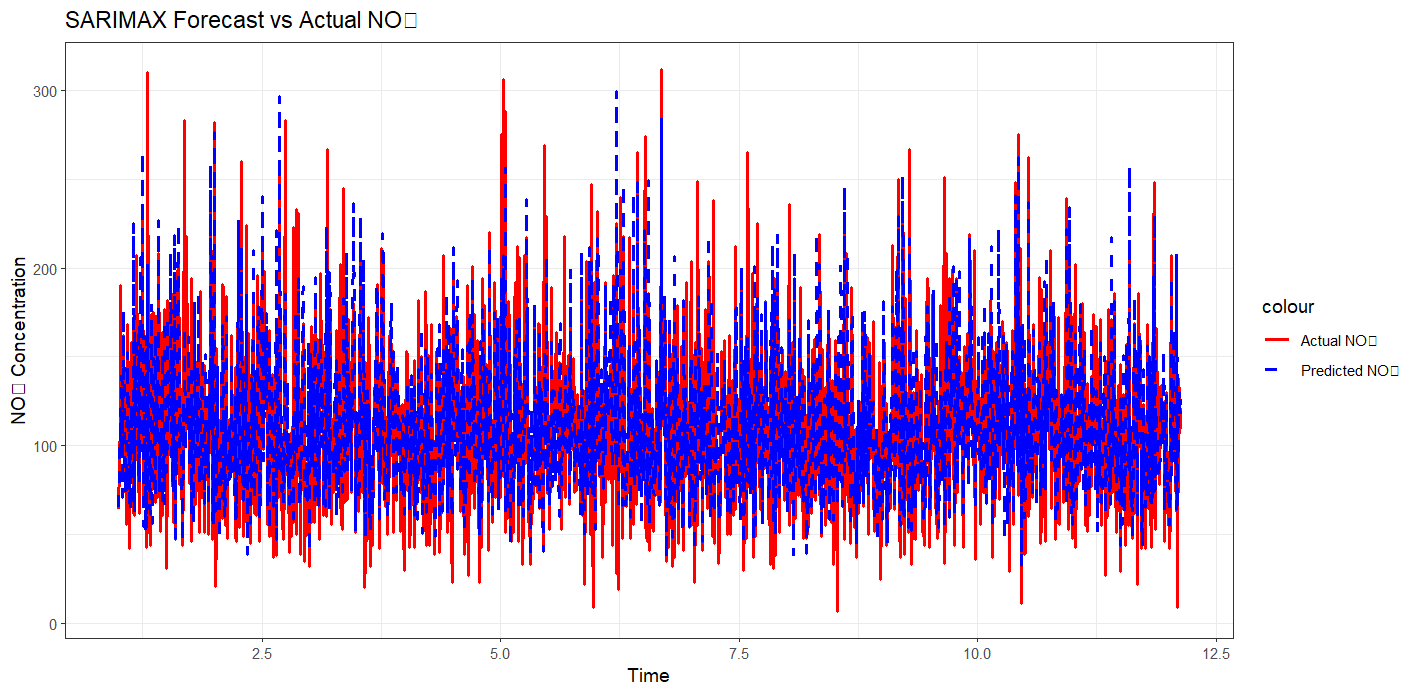 SARIMAX Forecast vs Actual NO□
NO□ Concentration
300
200
100
0
2.5
5.0
7.5
10.0
12.5
Time
colour
Actual NO□
Predicted NO□